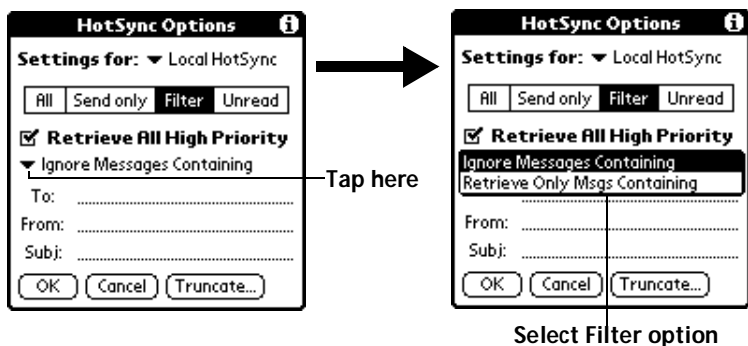 HotSync Options i
Settings for: Local HotSync
All Send only Filter Unread
Retrieve All High Priority
Ignore Messages Containing
To:
From:
Subj:
OK Cancel Truncate...
Tap here
HotSync Options i
Settings for: Local HotSync
All Send only Filter Unread
Retrieve All High Priority
Ignore Messages Containing
Retrieve Only Msgs Containing
From:
Subj:
OK Cancel Truncate...
Select Filter option